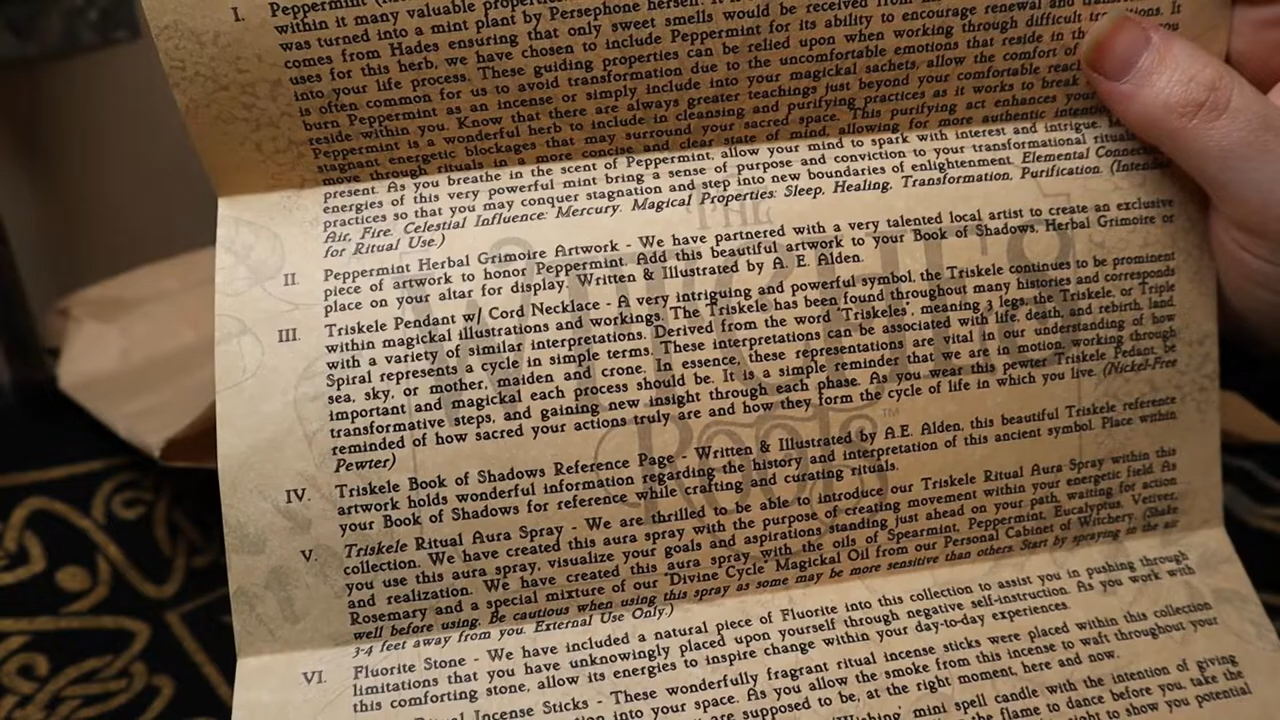 I. Peppermint
within it many valuable
was turned into a mint plant by Persephone herself.
comes from Hades ensuring that only sweet smells would be received from
uses for this herb, we have chosen to include Peppermint for its ability to encourage renewal and
into your life process. These guiding properties can be relied upon when working through difficult It
is often common for us to avoid transformation due to the uncomfortable emotions that reside in you
burn Peppermint as an incense or simply include into your magickal sachets, allow the comfort of
reside within you. Know that there are always greater teachings just beyond your comfortable
Peppermint is a wonderful herb to include in cleansing and purifying practices as it works to break
stagnant energetic blockages that may surround your sacred space. This purifying act enhances your
move through rituals in a more concise and clear state of mind, allowing for more authentic
present. As you breathe in the scent of Peppermint, allow your mind to spark with interest and intrigue.
energies of this very powerful mint bring a sense of purpose and conviction to your transformational
practices so that you may conquer stagnation and step into new boundaries of enlightenment. Elemental
Air, Fire. Celestial Influence: Mercury. Magical Properties: Sleep, Healing, Transformation, Purification. (Intended
for Ritual Use.)
II. Peppermint Herbal Grimoire Artwork - We have partnered with a very talented local artist to create an exclusive
piece of artwork to honor Peppermint. Add this beautiful artwork to your Book of Shadows, Herbal Grimoire or
place on your altar for display. Written & Illustrated by A. E. Alden.
III. Triskele Pendant w/ Cord Necklace - A very intriguing and powerful symbol, the Triskele continues to be prominent
within magickal illustrations and workings. The Triskele has been found throughout many histories and corresponds
with a variety of similar interpretations. Derived from the word 'Triskeles', meaning 3 legs, the Triskele, or Triple
Spiral represents a cycle in simple terms. These interpretations can be associated with life, death, and rebirth, land,
sea, sky, or mother, maiden and crone. In essence, these representations are vital in our understanding of how
important and magickal each process should be. It is a simple reminder that we are in motion, working through
transformative steps, and gaining new insight through each phase. As you wear this pewter Triskele Pedant, be
reminded of how sacred your actions truly are and how they form the cycle of life in which you live. (Nickel-Free
Pewter)
IV. Triskele Book of Shadows Reference Page - Written & Illustrated by A.E. Alden, this beautiful Triskele reference
artwork holds wonderful information regarding the history and interpretation of this ancient symbol. Place within
your Book of Shadows for reference while crafting and curating rituals.
V. Triskele Ritual Aura Spray - We are thrilled to be able to introduce our Triskele Ritual Aura Spray within this
collection. We have created this aura spray with the purpose of creating movement within your energetic field. As
you use this aura spray, visualize your goals and aspirations standing just ahead on your path, waiting for action
and realization. We have created this aura spray with the oils of Spearmint, Peppermint, Eucalyptus, Vetiver,
Rosemary and a special mixture of our 'Divine Cycle' Magickal Oil from our Personal Cabinet of Witchery. (Shake
well before using. Be cautious when using this spray as some may be more sensitive than others. Start by spraying in the air
3-4 feet away from you. External Use Only.)
VI. Fluorite Stone - We have included a natural piece of Fluorite into this collection to assist you in pushing through
limitations that you have unknowingly placed upon yourself through negative self-instruction. As you work with
this comforting stone, allow its energies to inspire change within your day-to-day experiences.
Incense Sticks - These wonderfully fragrant ritual incense sticks were placed within this collection
into your space. As you allow the smoke from this incense to waft throughout your
are supposed to be, at the right moment, here and now.
mini spell candle with the intention of giving
the flame to dance before you, take the
to show you potential